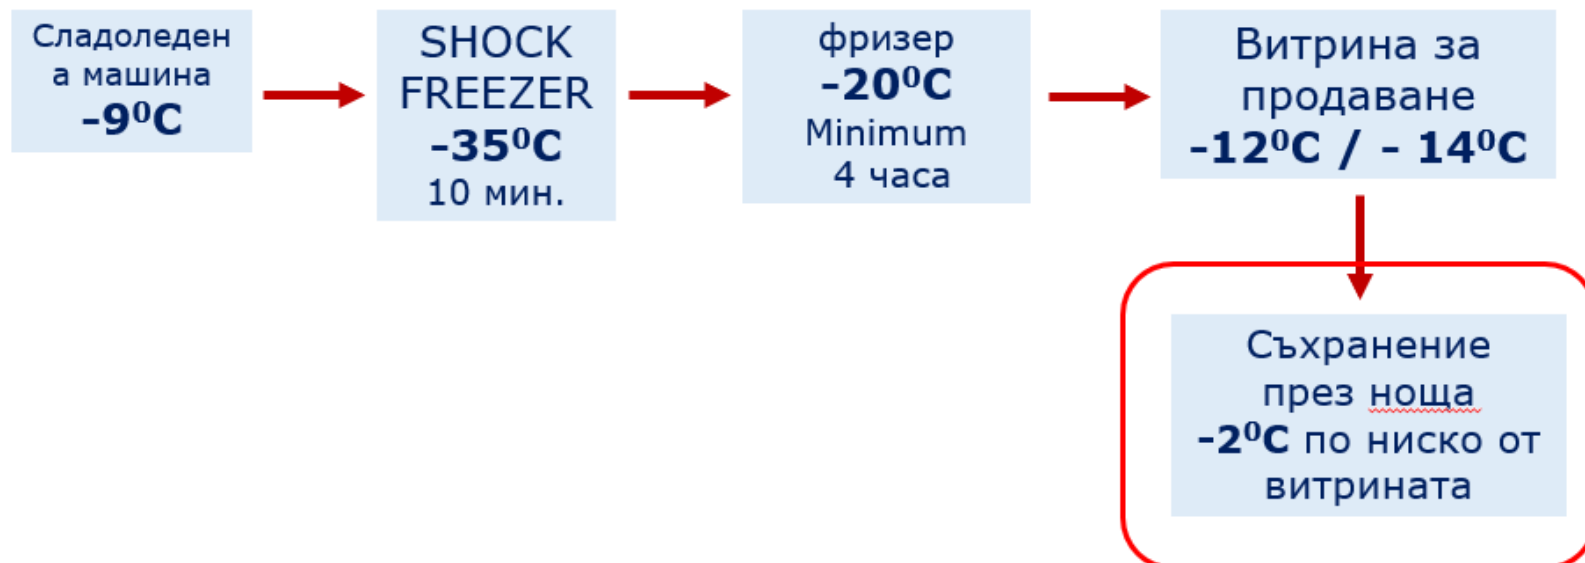 Сладоледен
а машина
-9⁰C
SHOCK
FREEZER
-35⁰C
10 мин.
фризер
-20⁰C
Minimum
4 часа
Витрина за
продаване
-12⁰C / - 14⁰C
Съхранение
през ноща
-2⁰C по ниско от
витрината